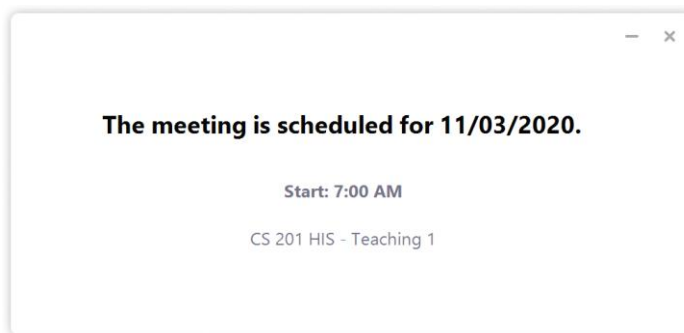 The meeting is scheduled for 11/03/2020.
Start: 7:00 AM
CS 201 HIS - Teaching 1